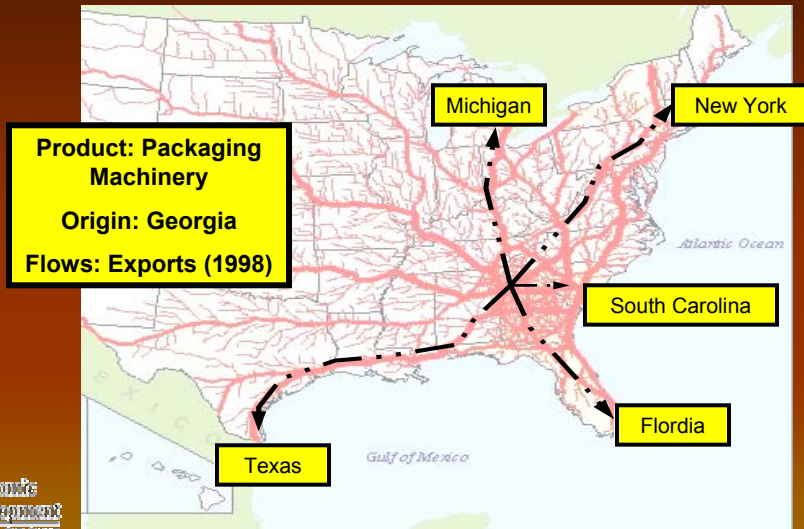 Michigan
New York
Product: Packaging
Machinery
Origin: Georgia
Flows: Exports (1998)
Atlantic Ocean
South Carolina
Flordia
Texas
Gulf of Mexico
M E X I C O